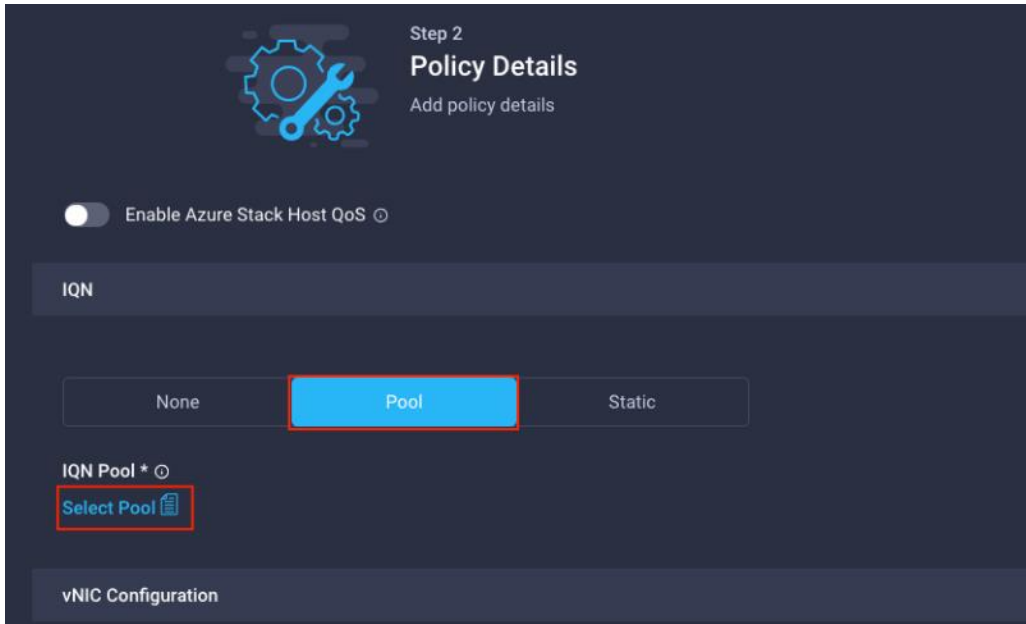 Step 2
Policy Details
Add policy details
Enable Azure Stack Host QoS
IQN
None Pool Static
IQN Pool *
Select Pool
vNIC Configuration